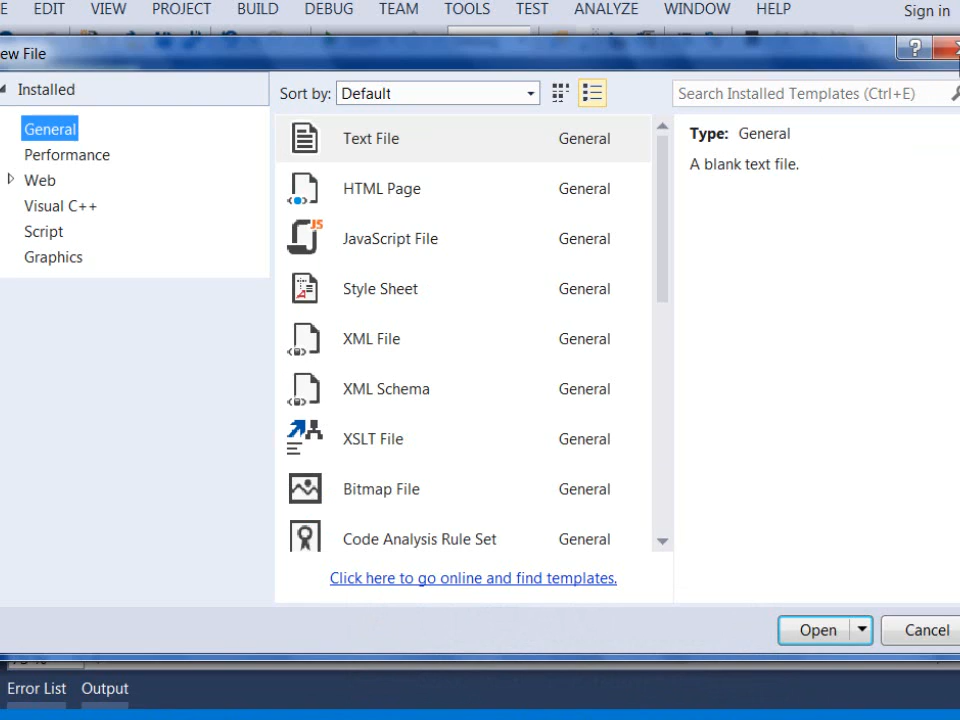 E EDIT VIEW PROJECT BUILD DEBUG TEAM TOOLS TEST ANALYZE WINDOW HELP Sign in
ew File
Installed
Sort by: Default
Search Installed Templates (Ctrl+E)
General
Performance
Web
Visual C++
Script
Graphics
Text File General
HTML Page General
JS
JavaScript File General
Style Sheet General
XML File General
XML Schema General
XSLT File General
Bitmap File General
Code Analysis Rule Set General
Click here to go online and find templates.
Type: General
A blank text file.
Open
Cancel
Error List Output